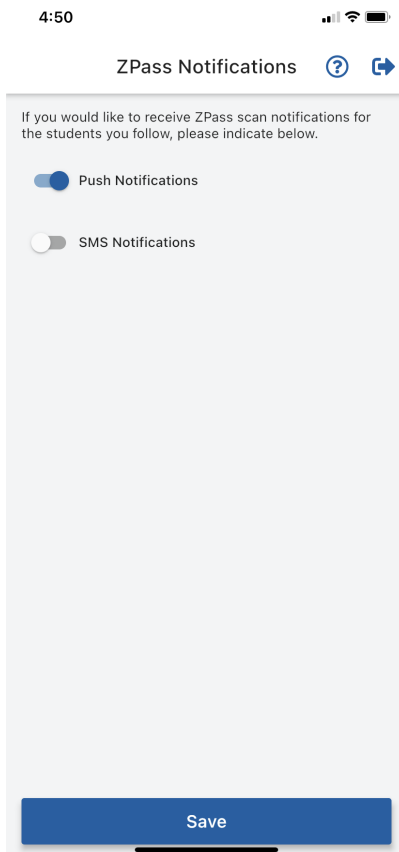 4:50
ZPass Notifications ?
If you would like to receive ZPass scan notifications for
the students you follow, please indicate below.
Push Notifications
SMS Notifications
Save